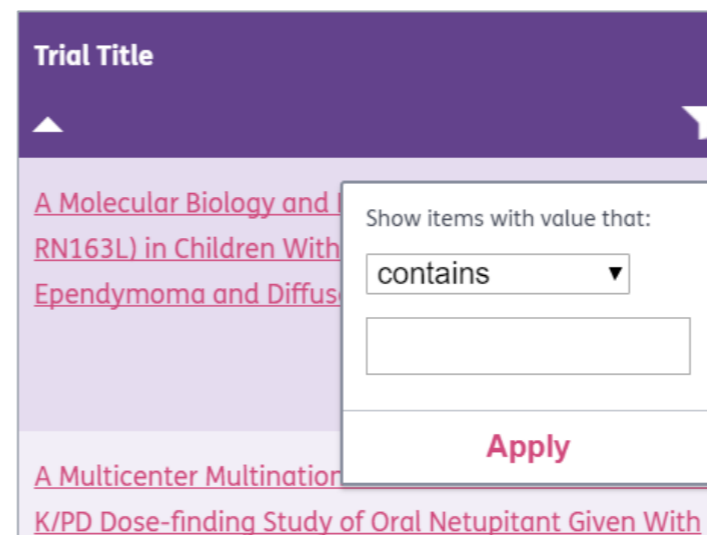 Trial Title
A Molecular Biology and
RN163L) in Children With
Ependymoma and Diffus
Show items with value that:
contains
Apply
A Multicenter Multination
K/PD Dose-finding Study of Oral Netupitant Given With